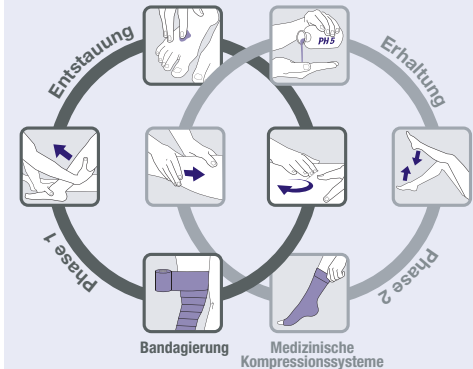 Entstauung
PH 5
Erhaltung
Phase 1
Phase 2
Bandagierung
Medizinische
Kompressionssysteme